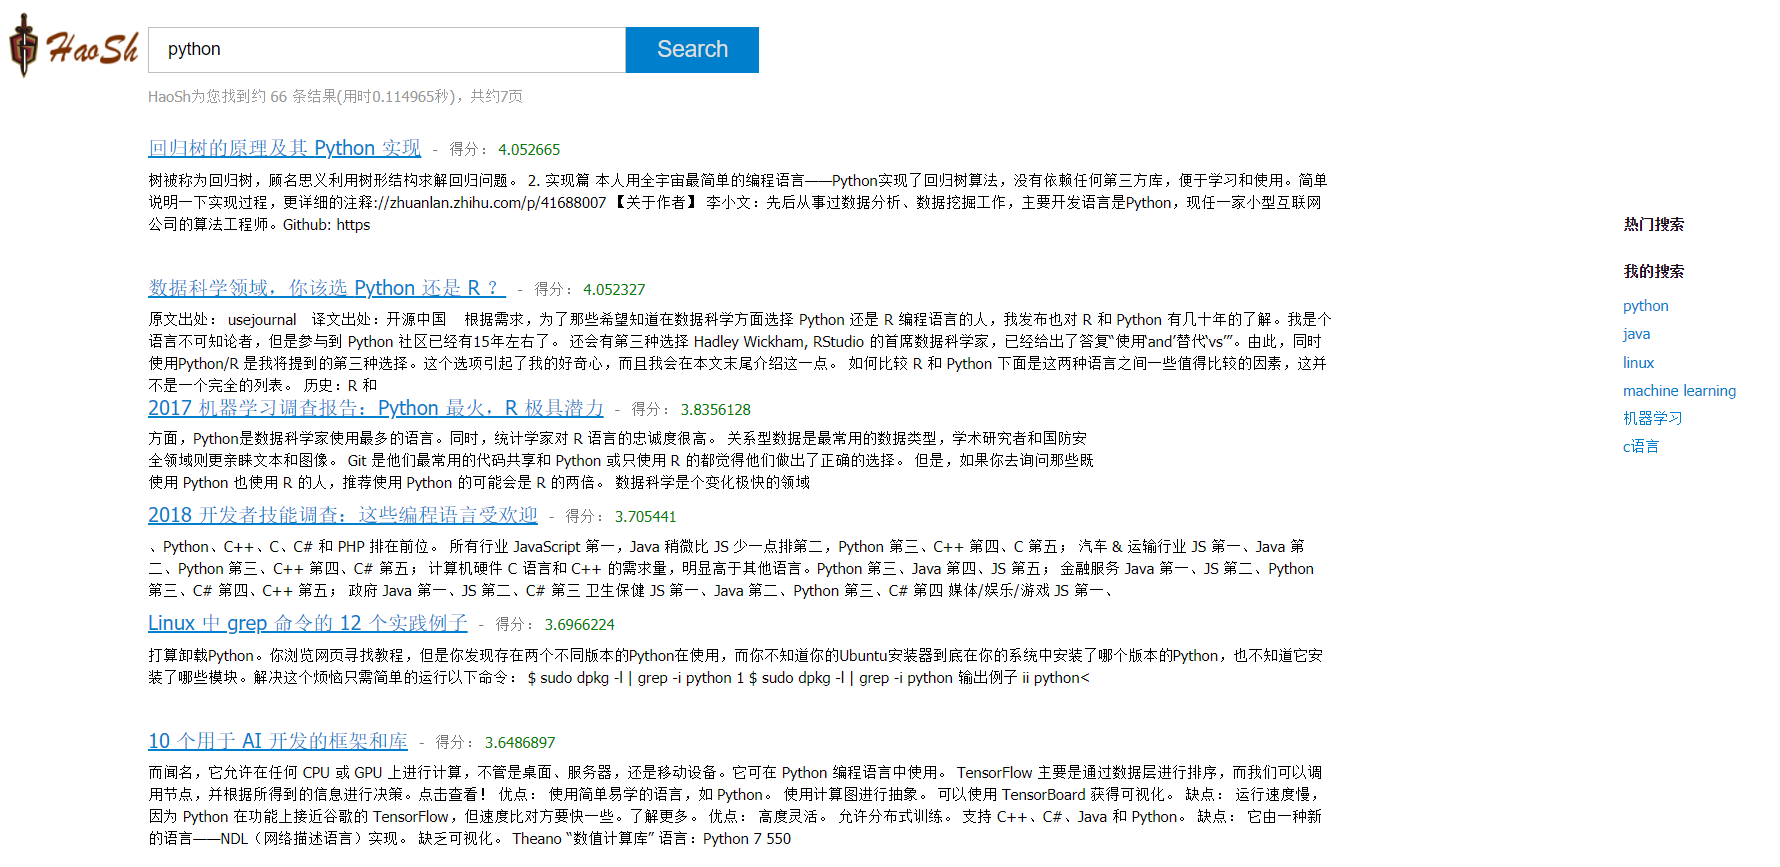 HaoSh
python
Search
HaoSh为您找到约 66 条结果(用时0.114965秒)，共约7页
回归树的原理及其 Python 实现 - 得分： 4.052665
树被称为回归树，顾名思义利用树形结构求解回归问题。 2. 实现篇 本人用全宇宙最简单的编程语言——Python实现了回归树算法，没有依赖任何第三方库，便于学习和使用。简单
说明一下实现过程，更详细的注释://zhuanlan.zhihu.com/p/41688007 【关于作者】 李小文：先后从事过数据分析、数据挖掘工作，主要开发语言是Python，现任一家小型互联网
公司的算法工程师。Github: https
数据科学领域，你该选 Python 还是 R ？ - 得分： 4.052327
原文出处： usejournal 译文出处：开源中国 根据需求，为了那些希望知道在数据科学方面选择 Python 还是 R 编程语言的人，我发布也对 R 和 Python 有几十年的了解。我是个
语言不可知论者，但是参与到 Python 社区已经有15年左右了。 还会有第三种选择 Hadley Wickham, RStudio 的首席数据科学家，已经给出了答复“使用‘and’替代‘vs’”。由此，同时
使用Python/R 是我将提到的第三种选择。这个选项引起了我的好奇心，而且我会在本文末尾介绍这一点。 如何比较 R 和 Python 下面是这两种语言之间一些值得比较的因素，这并
不是一个完全的列表。 历史：R 和
2017 机器学习调查报告：Python 最火，R 极具潜力 - 得分： 3.8356128
方面，Python是数据科学家使用最多的语言。同时，统计学家对 R 语言的忠诚度很高。 关系型数据是最常用的数据类型，学术研究者和国防安
全领域则更亲睐文本和图像。 Git 是他们最常用的代码共享和 Python 或只使用 R 的都觉得他们做出了正确的选择。 但是，如果你去询问那些既
使用 Python 也使用 R 的人，推荐使用 Python 的可能会是 R 的两倍。 数据科学是个变化极快的领域
2018 开发者技能调查：这些编程语言受欢迎 - 得分： 3.705441
、Python、C++、C、C# 和 PHP 排在前位。 所有行业 JavaScript 第一，Java 稍微比 JS 少一点排第二，Python 第三、C++ 第四、C 第五； 汽车 & 运输行业 JS 第一、Java 第
二、Python 第三、C++ 第四、C# 第五； 计算机硬件 C 语言和 C++ 的需求量，明显高于其他语言。Python 第三、Java 第四、JS 第五； 金融服务 Java 第一、JS 第二、Python
第三、C# 第四、C++ 第五； 政府 Java 第一、JS 第二、C# 第三 卫生保健 JS 第一、Java 第二、Python 第三、C# 第四 媒体/娱乐/游戏 JS 第一、
Linux 中 grep 命令的 12 个实践例子 - 得分： 3.6966224
打算卸载Python。你浏览网页寻找教程，但是你发现存在两个不同版本的Python在使用，而你不知道你的Ubuntu安装器到底在你的系统中安装了哪个版本的Python，也不知道它安
装了哪些模块。解决这个烦恼只需简单的运行以下命令： $ sudo dpkg -l | grep -i python 1 $ sudo dpkg -l | grep -i python 输出例子 ii python<
10 个用于 AI 开发的框架和库 - 得分： 3.6486897
而闻名，它允许在任何 CPU 或 GPU 上进行计算，不管是桌面、服务器，还是移动设备。它可在 Python 编程语言中使用。 TensorFlow 主要是通过数据层进行排序，而我们可以调
用节点，并根据所得到的信息进行决策。点击查看！ 优点： 使用简单易学的语言，如 Python。 使用计算图进行抽象。 可以使用 TensorBoard 获得可视化。 缺点： 运行速度慢，
因为 Python 在功能上接近谷歌的 TensorFlow，但速度比对方要快一些。了解更多。 优点： 高度灵活。 允许分布式训练。 支持 C++、C#、Java 和 Python。 缺点： 它由一种新
的语言——NDL（网络描述语言）实现。 缺乏可视化。 Theano “数值计算库” 语言：Python 7 550
热门搜索
我的搜索
python
java
linux
machine learning
机器学习
c语言